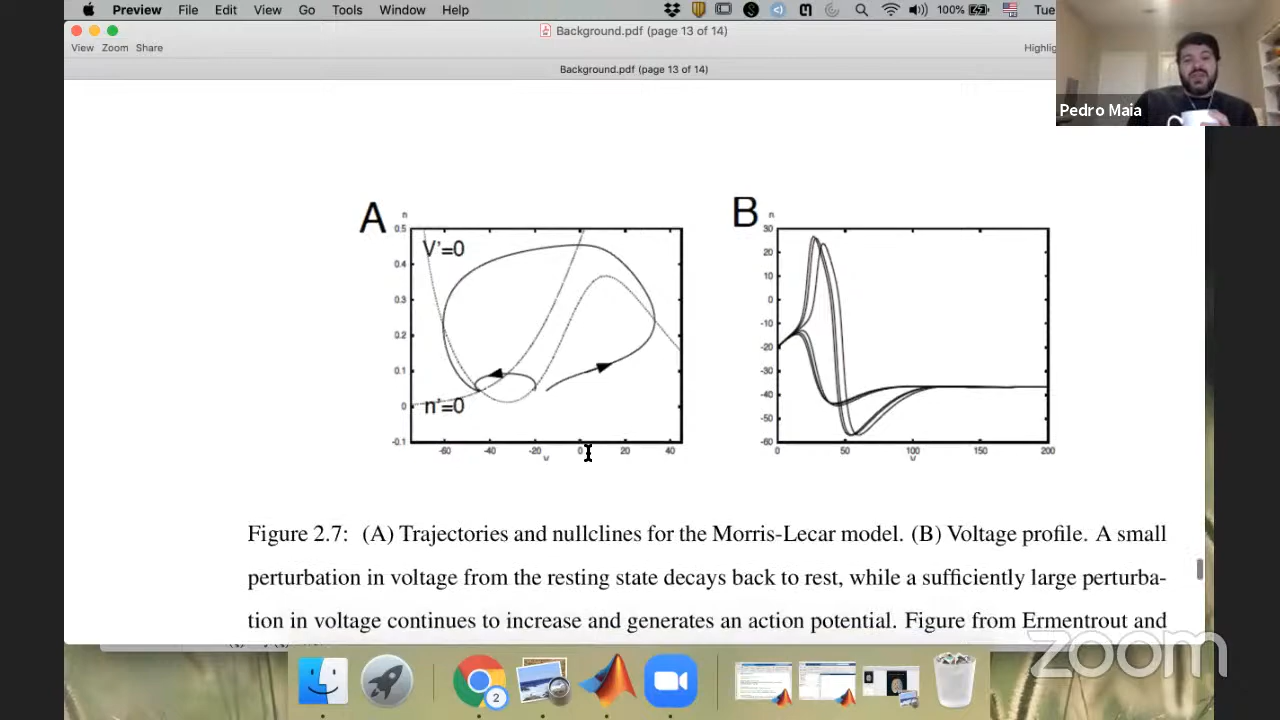 Preview File Edit View Go Tools Window Help 100% Tue
Background.pdf (page 13 of 14)
View Zoom Share
Background.pdf (page 13 of 14)
Pedro Maia
A
n
0.5
0.4
0.3
0.2
0.1
0
-0.1
V'=0
n'=0
-60 -40 -20 0 20 40
V
B
n
30
20
10
0
-10
-20
-30
-40
-50
-60
0 50 100 150 200
V
Figure 2.7: (A) Trajectories and nullclines for the Morris-Lecar model. (B) Voltage profile. A small
perturbation in voltage from the resting state decays back to rest, while a sufficiently large perturba-
tion in voltage continues to increase and generates an action potential. Figure from Ermentrout and
zoom
2